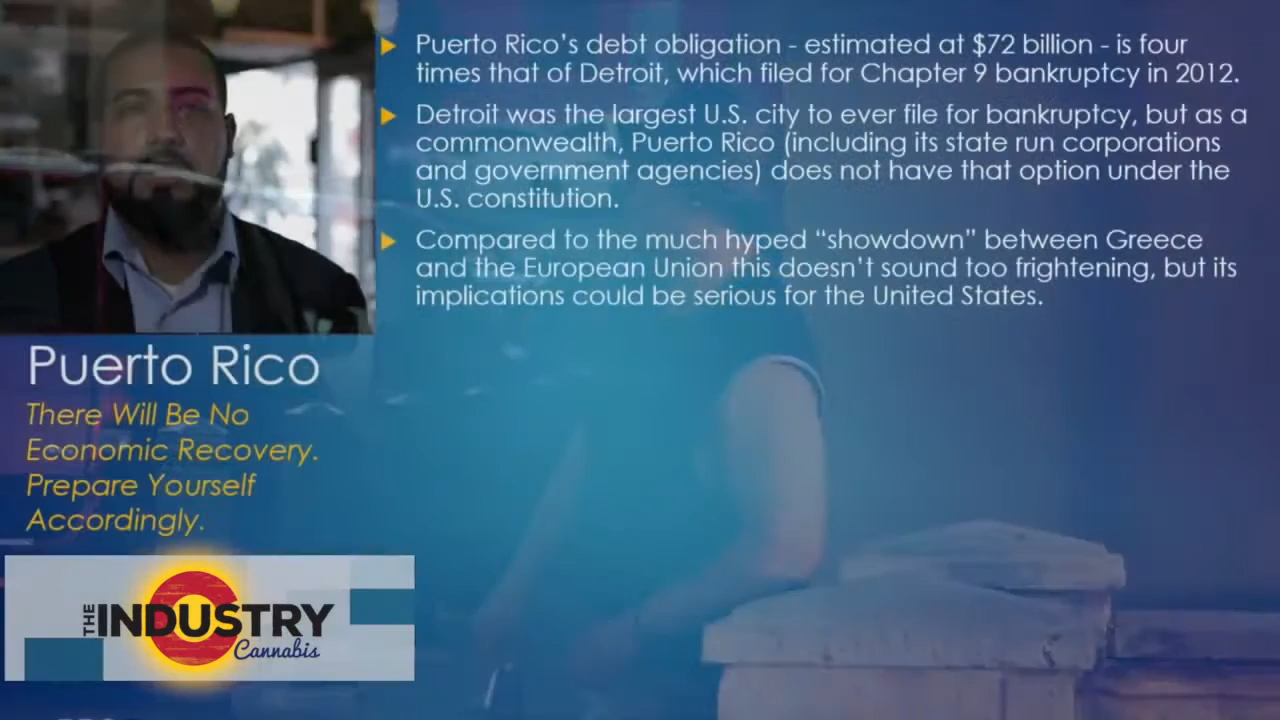 Puerto Rico’s debt obligation - estimated at $72 billion - is four
times that of Detroit, which filed for Chapter 9 bankruptcy in 2012.
Detroit was the largest U.S. city to ever file for bankruptcy, but as a
commonwealth, Puerto Rico (including its state run corporations
and government agencies) does not have that option under the
U.S. constitution.
Compared to the much hyped “showdown” between Greece
and the European Union this doesn’t sound too frightening, but its
implications could be serious for the United States.
Puerto Rico
There Will Be No
Economic Recovery.
Prepare Yourself
Accordingly.
THE INDUSTRY
Cannabis